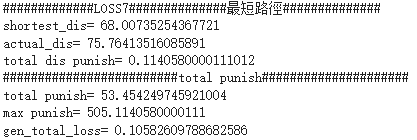 #############LOSS7##############最短路徑#############
shortest_dis= 68.00735254367721
actual_dis= 75.76413516085891
total dis punish= 0.1140580000111012
########################total punish####################
total punish= 53.454249745921004
max punish= 505.1140580000111
gen_total_loss= 0.10582609788682586